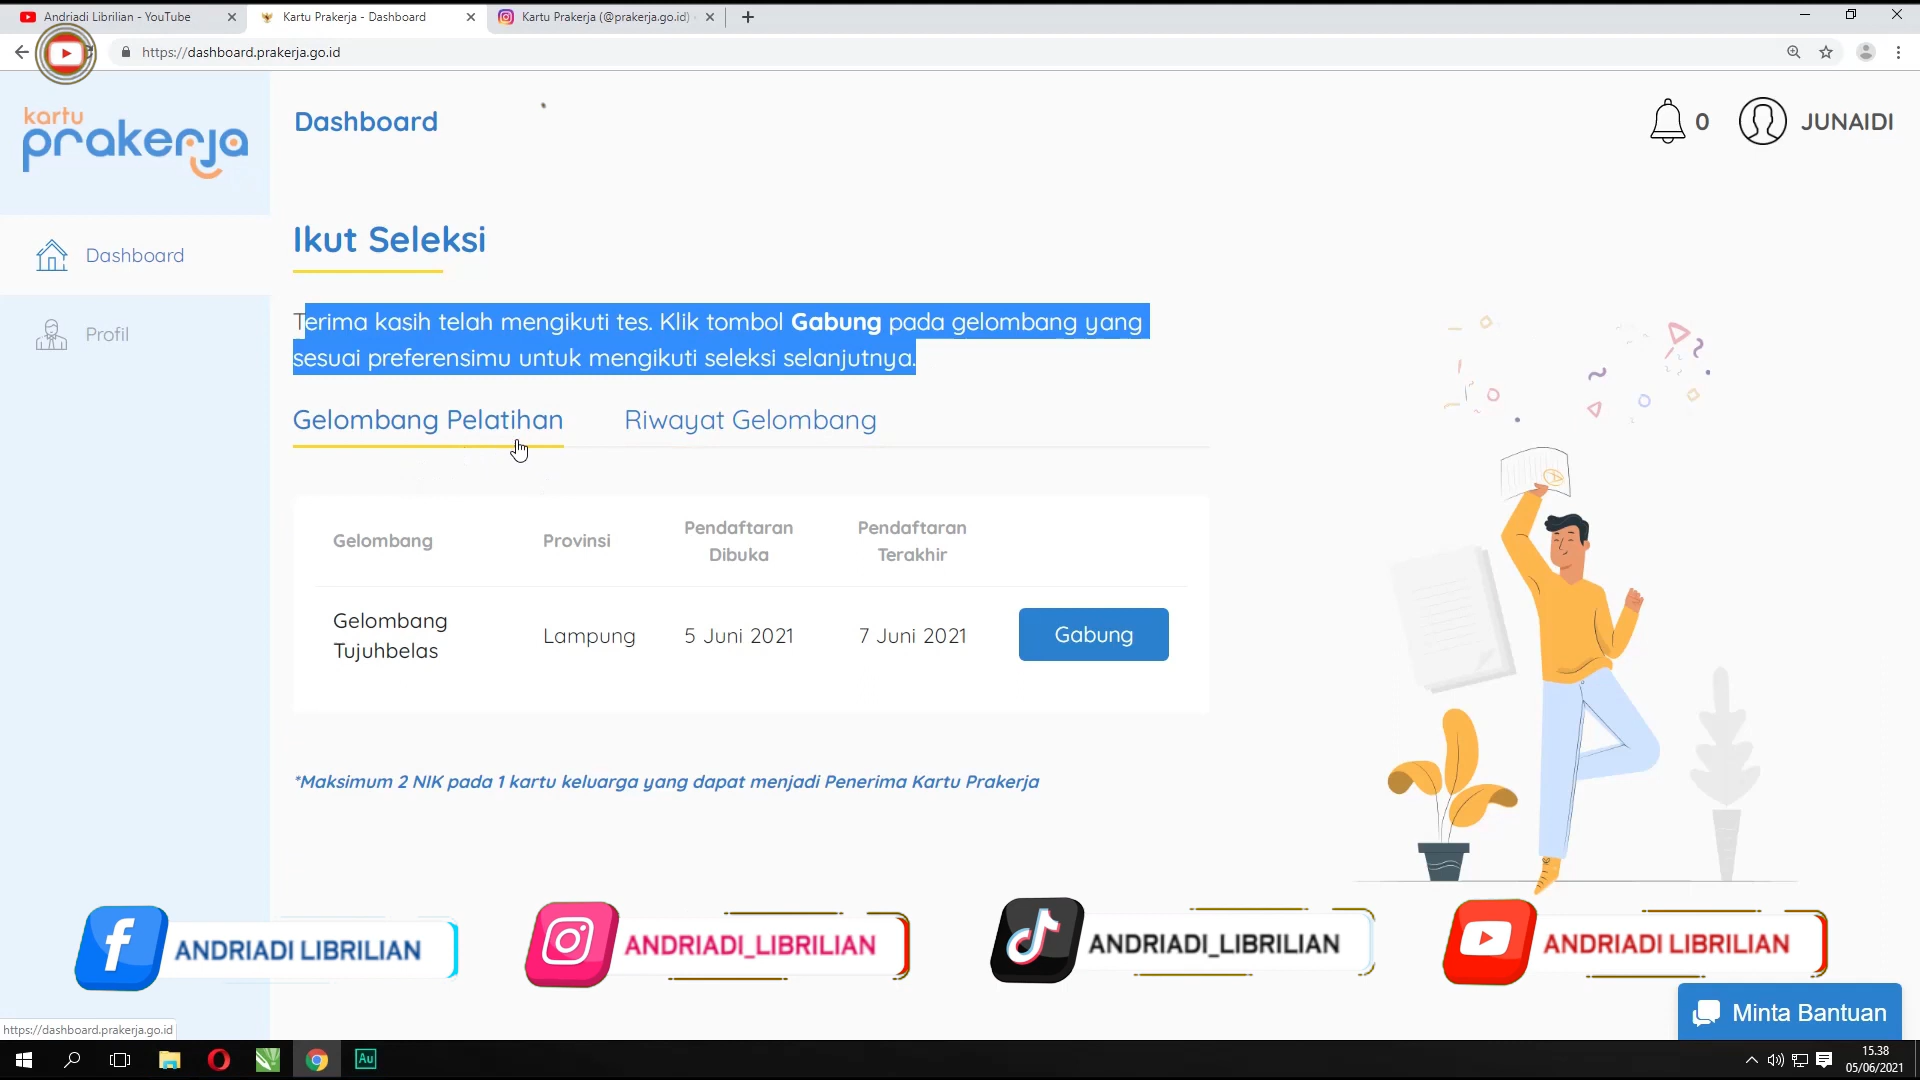 Andriadi Librilian - YouTube
Kartu Prakerja - Dashboard
Kartu Prakerja (@prakerja.go.id)
https://dashboard.prakerja.go.id
kartu
prakerja
Dashboard
0
JUNAIDI
Dashboard
Profil
Ikut Seleksi
Terima kasih telah mengikuti tes. Klik tombol Gabung pada gelombang yang
sesuai preferensimu untuk mengikuti seleksi selanjutnya.
Gelombang Pelatihan
Riwayat Gelombang
Gelombang
Provinsi
Pendaftaran
Dibuka
Pendaftaran
Terakhir
Gelombang
Tujuhbelas
Lampung
5 Juni 2021
7 Juni 2021
Gabung
*Maksimum 2 NIK pada 1 kartu keluarga yang dapat menjadi Penerima Kartu Prakerja
ANDRIADI LIBRILIAN
ANDRIADI_LIBRILIAN
ANDRIADI_LIBRILIAN
ANDRIADI LIBRILIAN
Minta Bantuan
https://dashboard.prakerja.go.id
Au
15.38
05/06/2021